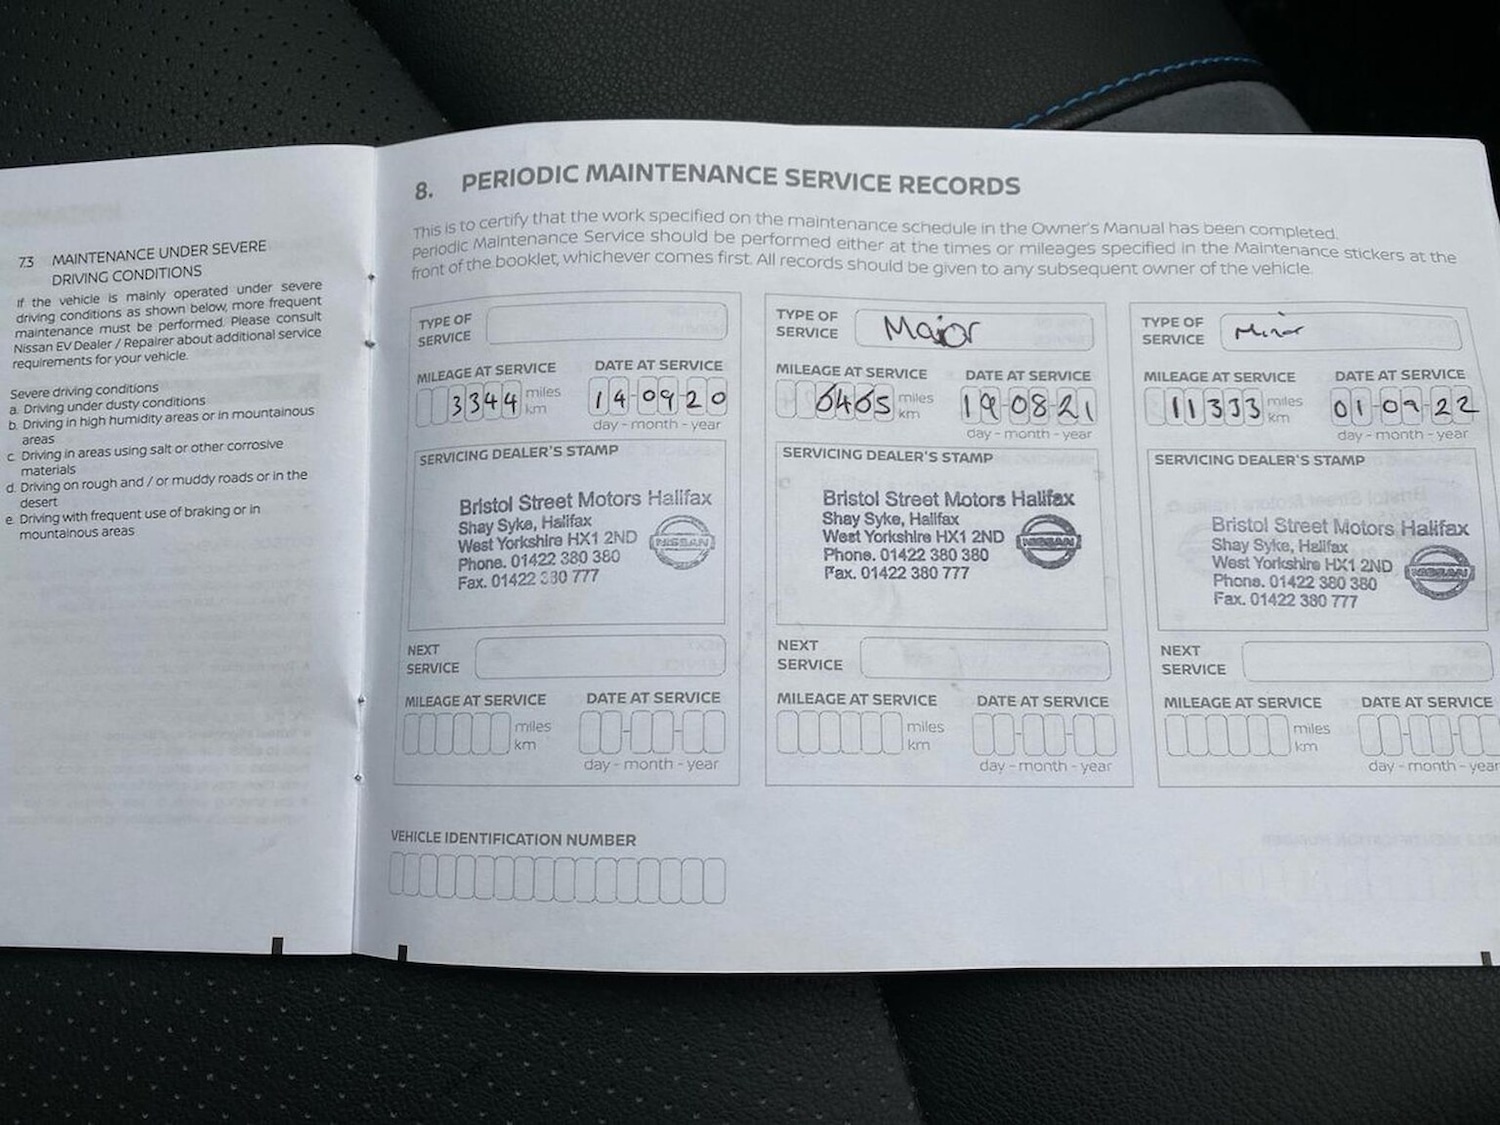 7.3 MAINTENANCE UNDER SEVERE
DRIVING CONDITIONS
If the vehicle is mainly operated under severe
driving conditions as shown below, more frequent
maintenance must be performed. Please consult
Nissan EV Dealer / Repairer about additional service
requirements for your vehicle.
Severe driving conditions
a. Driving under dusty conditions
b. Driving in high humidity areas or in mountainous
areas
c. Driving in areas using salt or other corrosive
materials
d. Driving on rough and / or muddy roads or in the
desert
e. Driving with frequent use of braking or in
mountainous areas
8. PERIODIC MAINTENANCE SERVICE RECORDS
This is to certify that the work specified on the maintenance schedule in the Owner's Manual has been completed.
Periodic Maintenance Service should be performed either at the times or mileages specified in the Maintenance stickers at the
front of the booklet, whichever comes first. All records should be given to any subsequent owner of the vehicle.
TYPE OF
SERVICE
MILEAGE AT SERVICE DATE AT SERVICE
3344 miles
km
14-09-20
day - month - year
SERVICING DEALER'S STAMP
Bristol Street Motors Halifax
Shay Syke, Halifax
West Yorkshire HX1 2ND
Phone. 01422 380 380
Fax. 01422 380 777
NISSAN
NEXT
SERVICE
MILEAGE AT SERVICE DATE AT SERVICE
miles
km
day - month - year
TYPE OF
SERVICE
Major
MILEAGE AT SERVICE DATE AT SERVICE
6465 miles
km
19-08-21
day - month - year
SERVICING DEALER'S STAMP
Bristol Street Motors Halifax
Shay Syke, Halifax
West Yorkshire HX1 2ND
Phone. 01422 380 380
Fax. 01422 380 777
NISSAN
NEXT
SERVICE
MILEAGE AT SERVICE DATE AT SERVICE
miles
km
day - month - year
TYPE OF
SERVICE
Minor
MILEAGE AT SERVICE DATE AT SERVICE
11333 miles
km
01-09-22
day - month - year
SERVICING DEALER'S STAMP
Bristol Street Motors Halifax
Shay Syke, Halifax
West Yorkshire HX1 2ND
Phone. 01422 380 380
Fax. 01422 380 777
NISSAN
NEXT
SERVICE
MILEAGE AT SERVICE DATE AT SERVICE
miles
km
day - month - year
VEHICLE IDENTIFICATION NUMBER